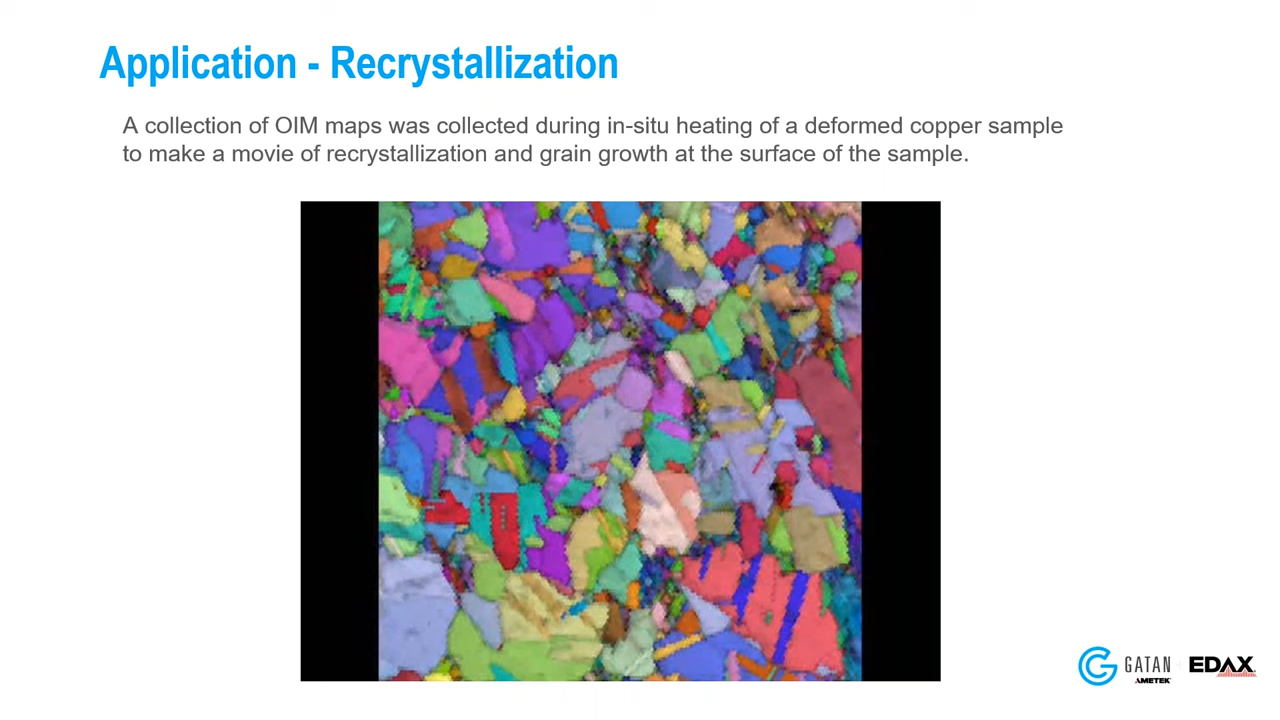 Application - Recrystallization
A collection of OIM maps was collected during in-situ heating of a deformed copper sample
to make a movie of recrystallization and grain growth at the surface of the sample.
GATAN + EDAX
AMETEK